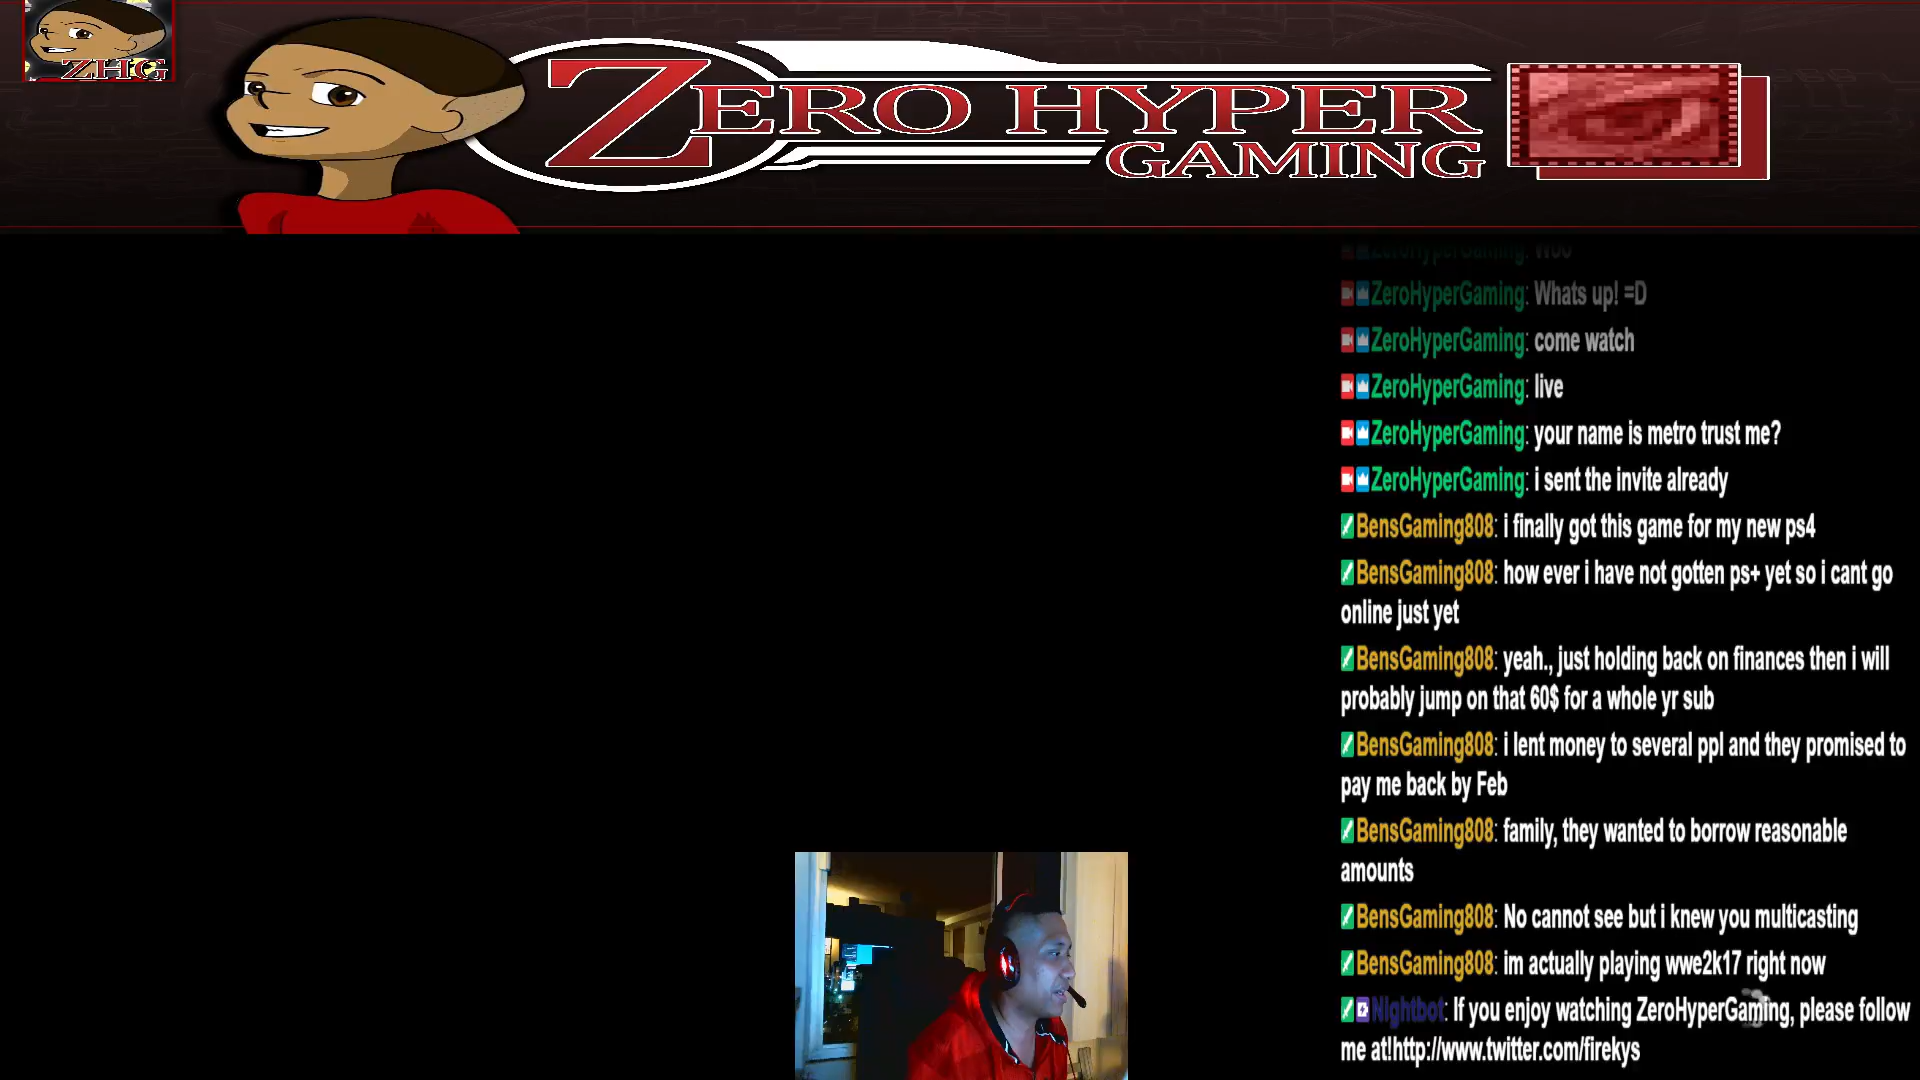 ZHG
ZERO HYPER
GAMING
ZeroHyperGaming: Woo
ZeroHyperGaming: Whats up! =D
ZeroHyperGaming: come watch
ZeroHyperGaming: live
ZeroHyperGaming: your name is metro trust me?
ZeroHyperGaming: i sent the invite already
BensGaming808: i finally got this game for my new ps4
BensGaming808: how ever i have not gotten ps+ yet so i cant go
online just yet
BensGaming808: yeah., just holding back on finances then i will
probably jump on that 60$ for a whole yr sub
BensGaming808: i lent money to several ppl and they promised to
pay me back by Feb
BensGaming808: family, they wanted to borrow reasonable
amounts
BensGaming808: No cannot see but i knew you multicasting
BensGaming808: im actually playing wwe2k17 right now
Nightbot: If you enjoy watching ZeroHyperGaming, please follow
me at!http://www.twitter.com/firekys